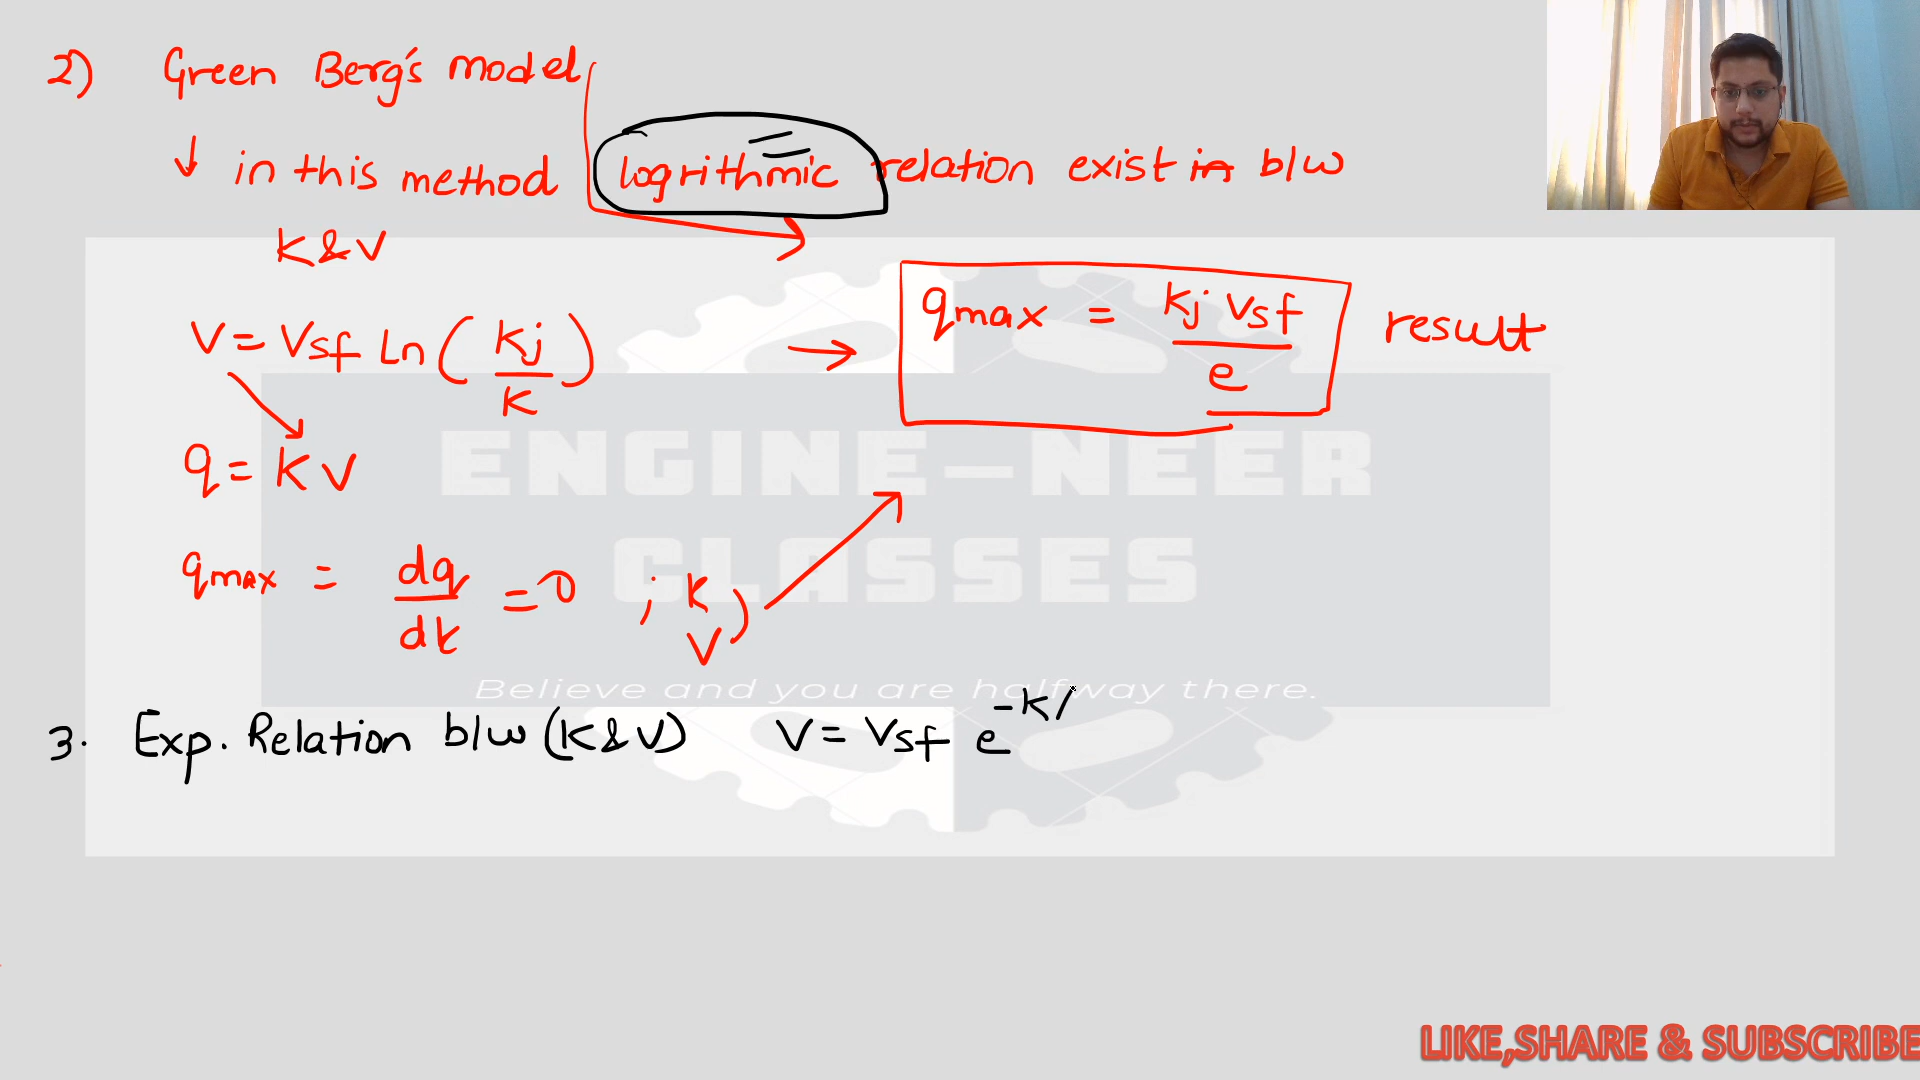 2) Green Berg's model
↓ in this method logrithmic relation exist in b/w
K & V
V = Vsf Ln ( Kj / K ) → qmax = Kj Vsf / e result
q = K V
qmax = dq / dk = 0 ; K V )
ENGINE-NEER
CLASSES
Believe and you are halfway there.
3. Exp. Relation b/w (K & V) V = Vsf e^-K/
LIKE,SHARE & SUBSCRIBE